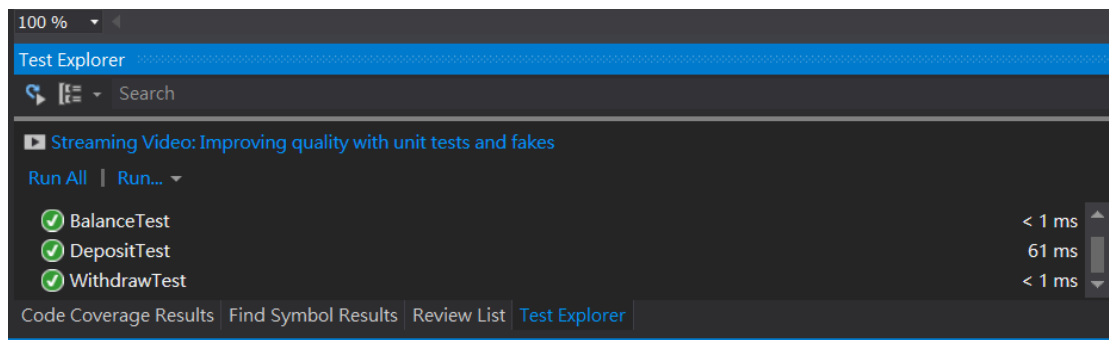 100 %
Test Explorer
Search
Streaming Video: Improving quality with unit tests and fakes
Run All | Run...
BalanceTest < 1 ms
DepositTest 61 ms
WithdrawTest < 1 ms
Code Coverage Results Find Symbol Results Review List Test Explorer